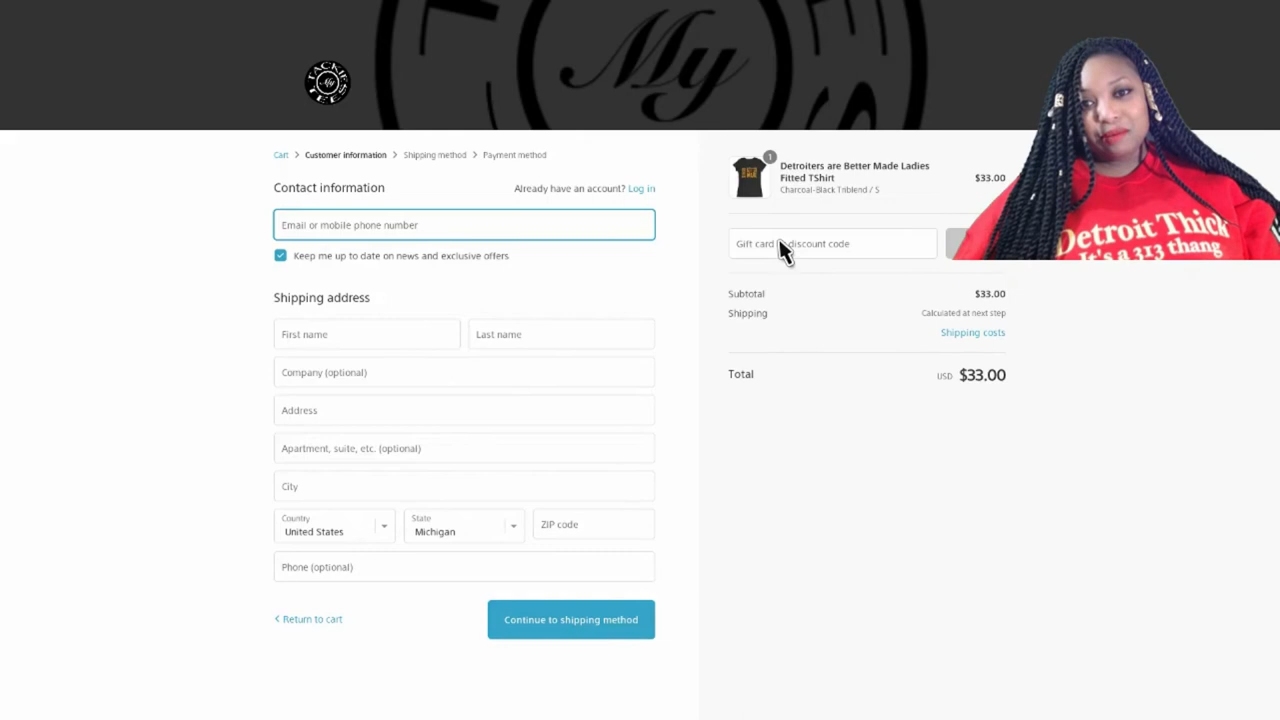 My
TACKIE
My
TEES
Cart > Customer information > Shipping method > Payment method
Contact information
Already have an account? Log in
Email or mobile phone number
Keep me up to date on news and exclusive offers
Shipping address
First name
Last name
Company (optional)
Address
Apartment, suite, etc. (optional)
City
Country
United States
State
Michigan
ZIP code
Phone (optional)
< Return to cart
Continue to shipping method
1
Detroiters are Better Made Ladies
Fitted TShirt
Charcoal-Black Triblend / S
$33.00
Gift card discount code
Subtotal
$33.00
Shipping
Calculated at next step
Shipping costs
Total
USD $33.00
Detroit Thick
It's a 313 thang